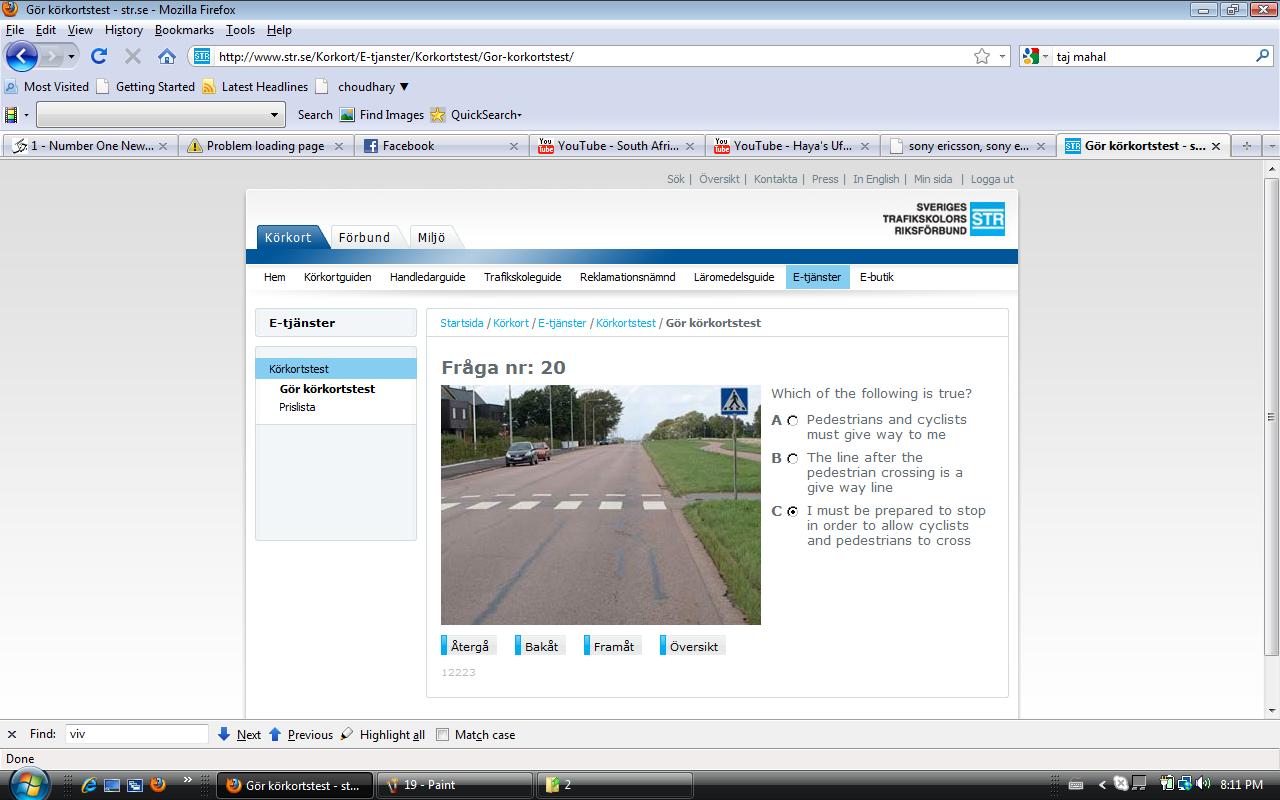 Gör körkortstest - str.se - Mozilla Firefox
File Edit View History Bookmarks Tools Help
STR http://www.str.se/Korkort/E-tjanster/Korkortstest/Gor-korkortstest/ taj mahal
Most Visited Getting Started Latest Headlines choudhary
Search Find Images QuickSearch
1 - Number One New... Problem loading page Facebook YouTube - South Afri... YouTube - Haya's Uf... sony ericsson, sony e... Gör körkortstest - s...
Sök | Översikt | Kontakta | Press | In English | Min sida | Logga ut
SVERIGES
TRAFIKSKOLORS
RIKSFÖRBUND
STR
Körkort Förbund Miljö
Hem Körkortguiden Handledarguide Trafikskoleguide Reklamationsnämnd Läromedelsguide E-tjänster E-butik
E-tjänster
Körkortstest
Gör körkortstest
Prislista
Startsida / Körkort / E-tjänster / Körkortstest / Gör körkortstest
Fråga nr: 20
Which of the following is true?
A Pedestrians and cyclists
must give way to me
B The line after the
pedestrian crossing is a
give way line
C I must be prepared to stop
in order to allow cyclists
and pedestrians to cross
Återgå Bakåt Framåt Översikt
12223
Find: viv Next Previous Highlight all Match case
Done
Gör körkortstest - st... 19 - Paint 2 8:11 PM